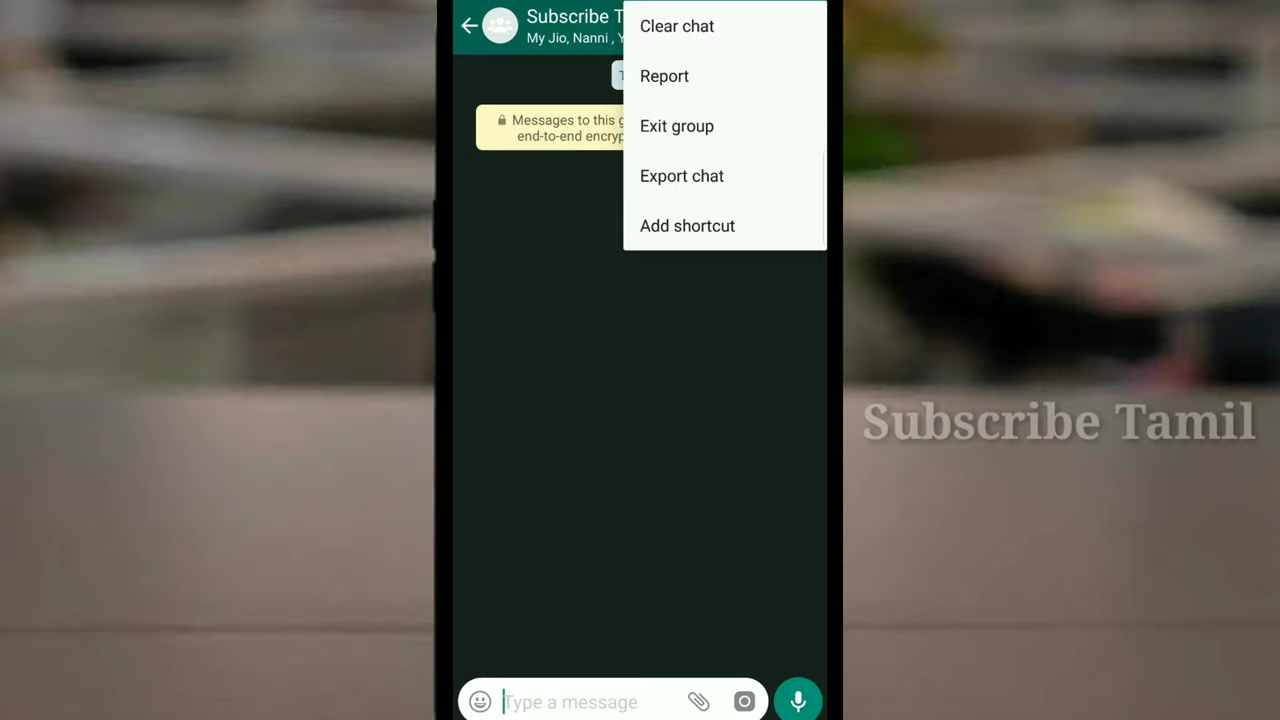 Subscribe T
My Jio, Nanni , Y
Clear chat
Report
Exit group
Export chat
Add shortcut
T
Messages to this g
end-to-end encryp
Subscribe Tamil
Type a message